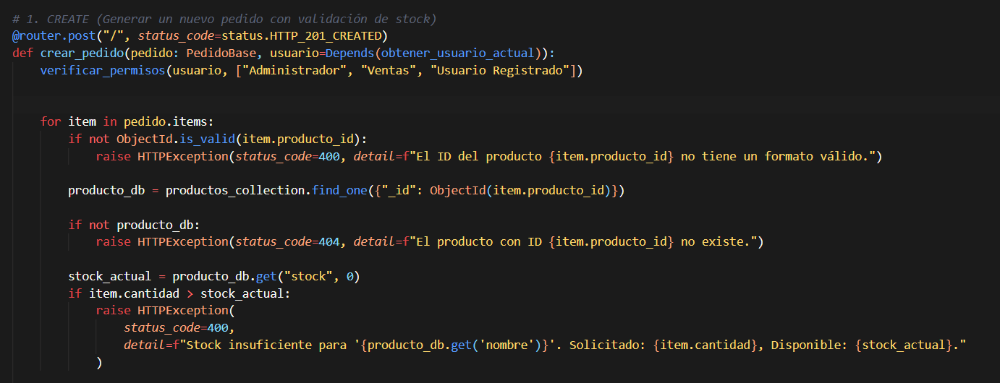 # 1. CREATE (Generar un nuevo pedido con validación de stock)
@router.post("/", status_code=status.HTTP_201_CREATED)
def crear_pedido(pedido: PedidoBase, usuario=Depends(obtener_usuario_actual)):
    verificar_permisos(usuario, ["Administrador", "Ventas", "Usuario Registrado"])
    for item in pedido.items:
        if not ObjectId.is_valid(item.producto_id):
            raise HTTPException(status_code=400, detail=f"El ID del producto {item.producto_id} no tiene un formato válido.")
        producto_db = productos_collection.find_one({"_id": ObjectId(item.producto_id)})
        if not producto_db:
            raise HTTPException(status_code=404, detail=f"El producto con ID {item.producto_id} no existe.")
        stock_actual = producto_db.get("stock", 0)
        if item.cantidad > stock_actual:
            raise HTTPException(
                status_code=400,
                detail=f"Stock insuficiente para '{producto_db.get('nombre')}'. Solicitado: {item.cantidad}, Disponible: {stock_actual}."
            )